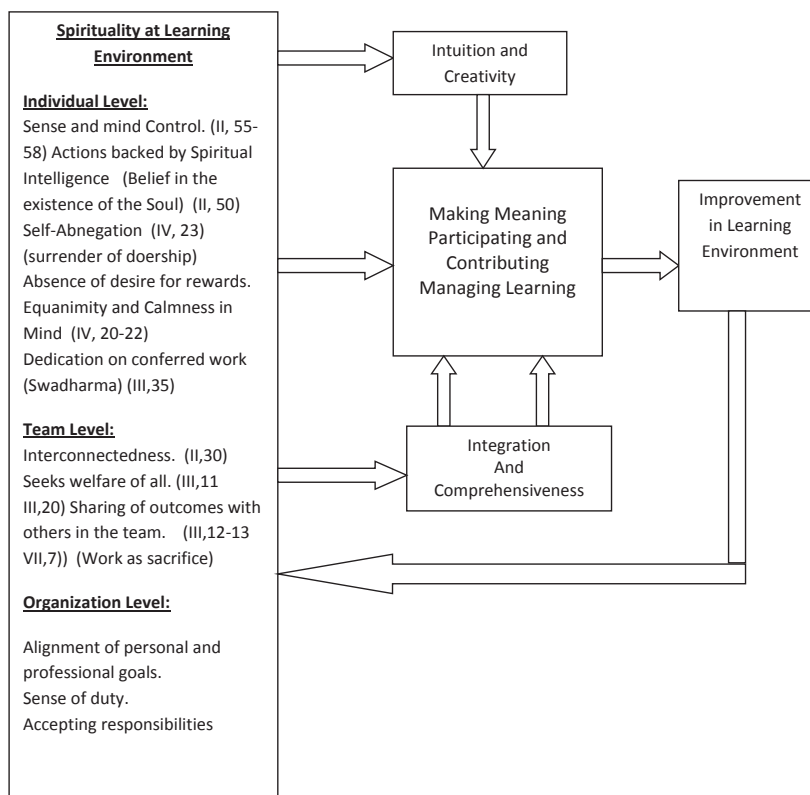 Spirituality at Learning
Environment
Individual Level:
Sense and mind Control. (II, 55-
58) Actions backed by Spiritual
Intelligence (Belief in the
existence of the Soul) (II, 50)
Self-Abnegation (IV, 23)
(surrender of doership)
Absence of desire for rewards.
Equanimity and Calmness in
Mind (IV, 20-22)
Dedication on conferred work
(Swadharma) (III,35)
Team Level:
Interconnectedness. (II,30)
Seeks welfare of all. (III,11
III,20) Sharing of outcomes with
others in the team. (III,12-13
VII,7)) (Work as sacrifice)
Organization Level:
Alignment of personal and
professional goals.
Sense of duty.
Accepting responsibilities
Intuition and
Creativity
Making Meaning
Participating and
Contributing
Managing Learning
Integration
And
Comprehensiveness
Improvement
in Learning
Environment